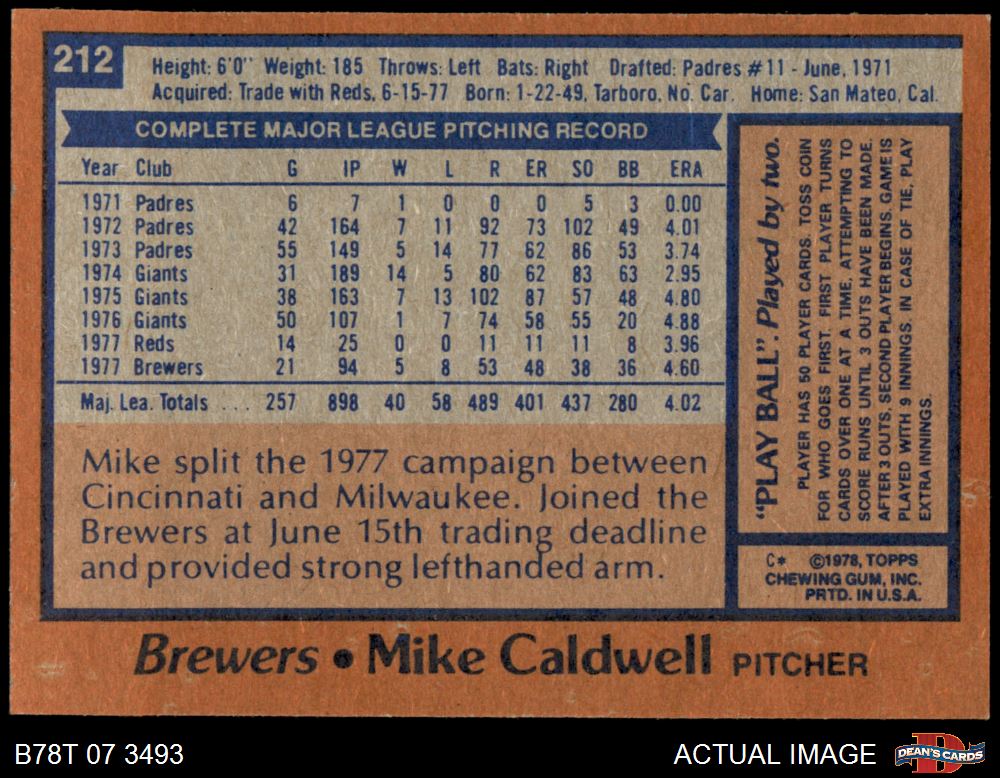 212
Height: 6'0" Weight: 185 Throws: Left Bats: Right Drafted: Padres #11 - June, 1971
Acquired: Trade with Reds, 6-15-77 Born: 1-22-49, Tarboro, No. Car. Home: San Mateo, Cal.
COMPLETE MAJOR LEAGUE PITCHING RECORD
Year Club G IP W L R ER SO BB ERA
1971 Padres 6 7 1 0 0 0 5 3 0.00
1972 Padres 42 164 7 11 92 73 102 49 4.01
1973 Padres 55 149 5 14 77 62 86 53 3.74
1974 Giants 31 189 14 5 80 62 83 63 2.95
1975 Giants 38 163 7 13 102 87 57 48 4.80
1976 Giants 50 107 1 7 74 58 55 20 4.88
1977 Reds 14 25 0 0 11 11 11 8 3.96
1977 Brewers 21 94 5 8 53 48 38 36 4.60
Maj. Lea. Totals ... 257 898 40 58 489 401 437 280 4.02
Mike split the 1977 campaign between
Cincinnati and Milwaukee. Joined the
Brewers at June 15th trading deadline
and provided strong lefthanded arm.
"PLAY BALL". Played by two.
PLAYER HAS 50 PLAYER CARDS. TOSS COIN
FOR WHO GOES FIRST. FIRST PLAYER TURNS
CARDS OVER ONE AT A TIME, ATTEMPTING TO
SCORE RUNS UNTIL 3 OUTS HAVE BEEN MADE.
AFTER 3 OUTS, SECOND PLAYER BEGINS. GAME IS
PLAYED WITH 9 INNINGS. IN CASE OF TIE, PLAY
EXTRA INNINGS.
C* ©1978, TOPPS
CHEWING GUM, INC.
PRTD. IN U.S.A.
Brewers • Mike Caldwell PITCHER
B78T 07 3493
ACTUAL IMAGE
D
DEAN'S CARDS